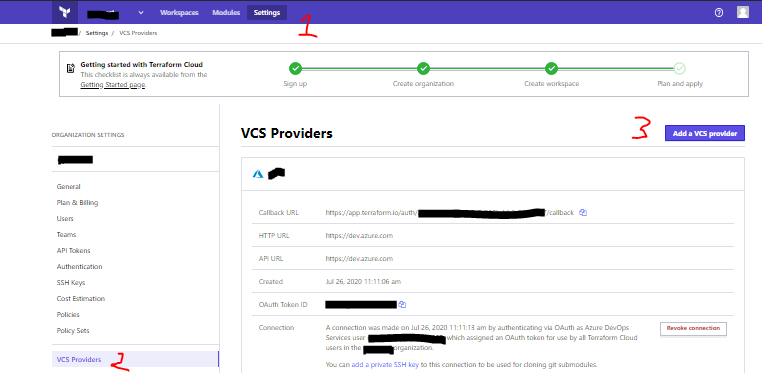 Workspaces Modules Settings
1
/ Settings / VCS Providers
Getting started with Terraform Cloud
This checklist is always available from the
Getting Started page.
Sign up
Create organization
Create workspace
Plan and apply
ORGANIZATION SETTINGS
General
Plan & Billing
Users
Teams
API Tokens
Authentication
SSH Keys
Cost Estimation
Policies
Policy Sets
VCS Providers
2
VCS Providers
3
Add a VCS provider
Callback URL https://app.terraform.io/auth/ /callback
HTTP URL https://dev.azure.com
API URL https://dev.azure.com
Created Jul 26, 2020 11:11:06 am
OAuth Token ID
Connection A connection was made on Jul 26, 2020 11:11:13 am by authenticating via OAuth as Azure DevOps
Services user which assigned an OAuth token for use by all Terraform Cloud
users in the organization.
Revoke connection
You can add a private SSH key to this connection to be used for cloning git submodules.